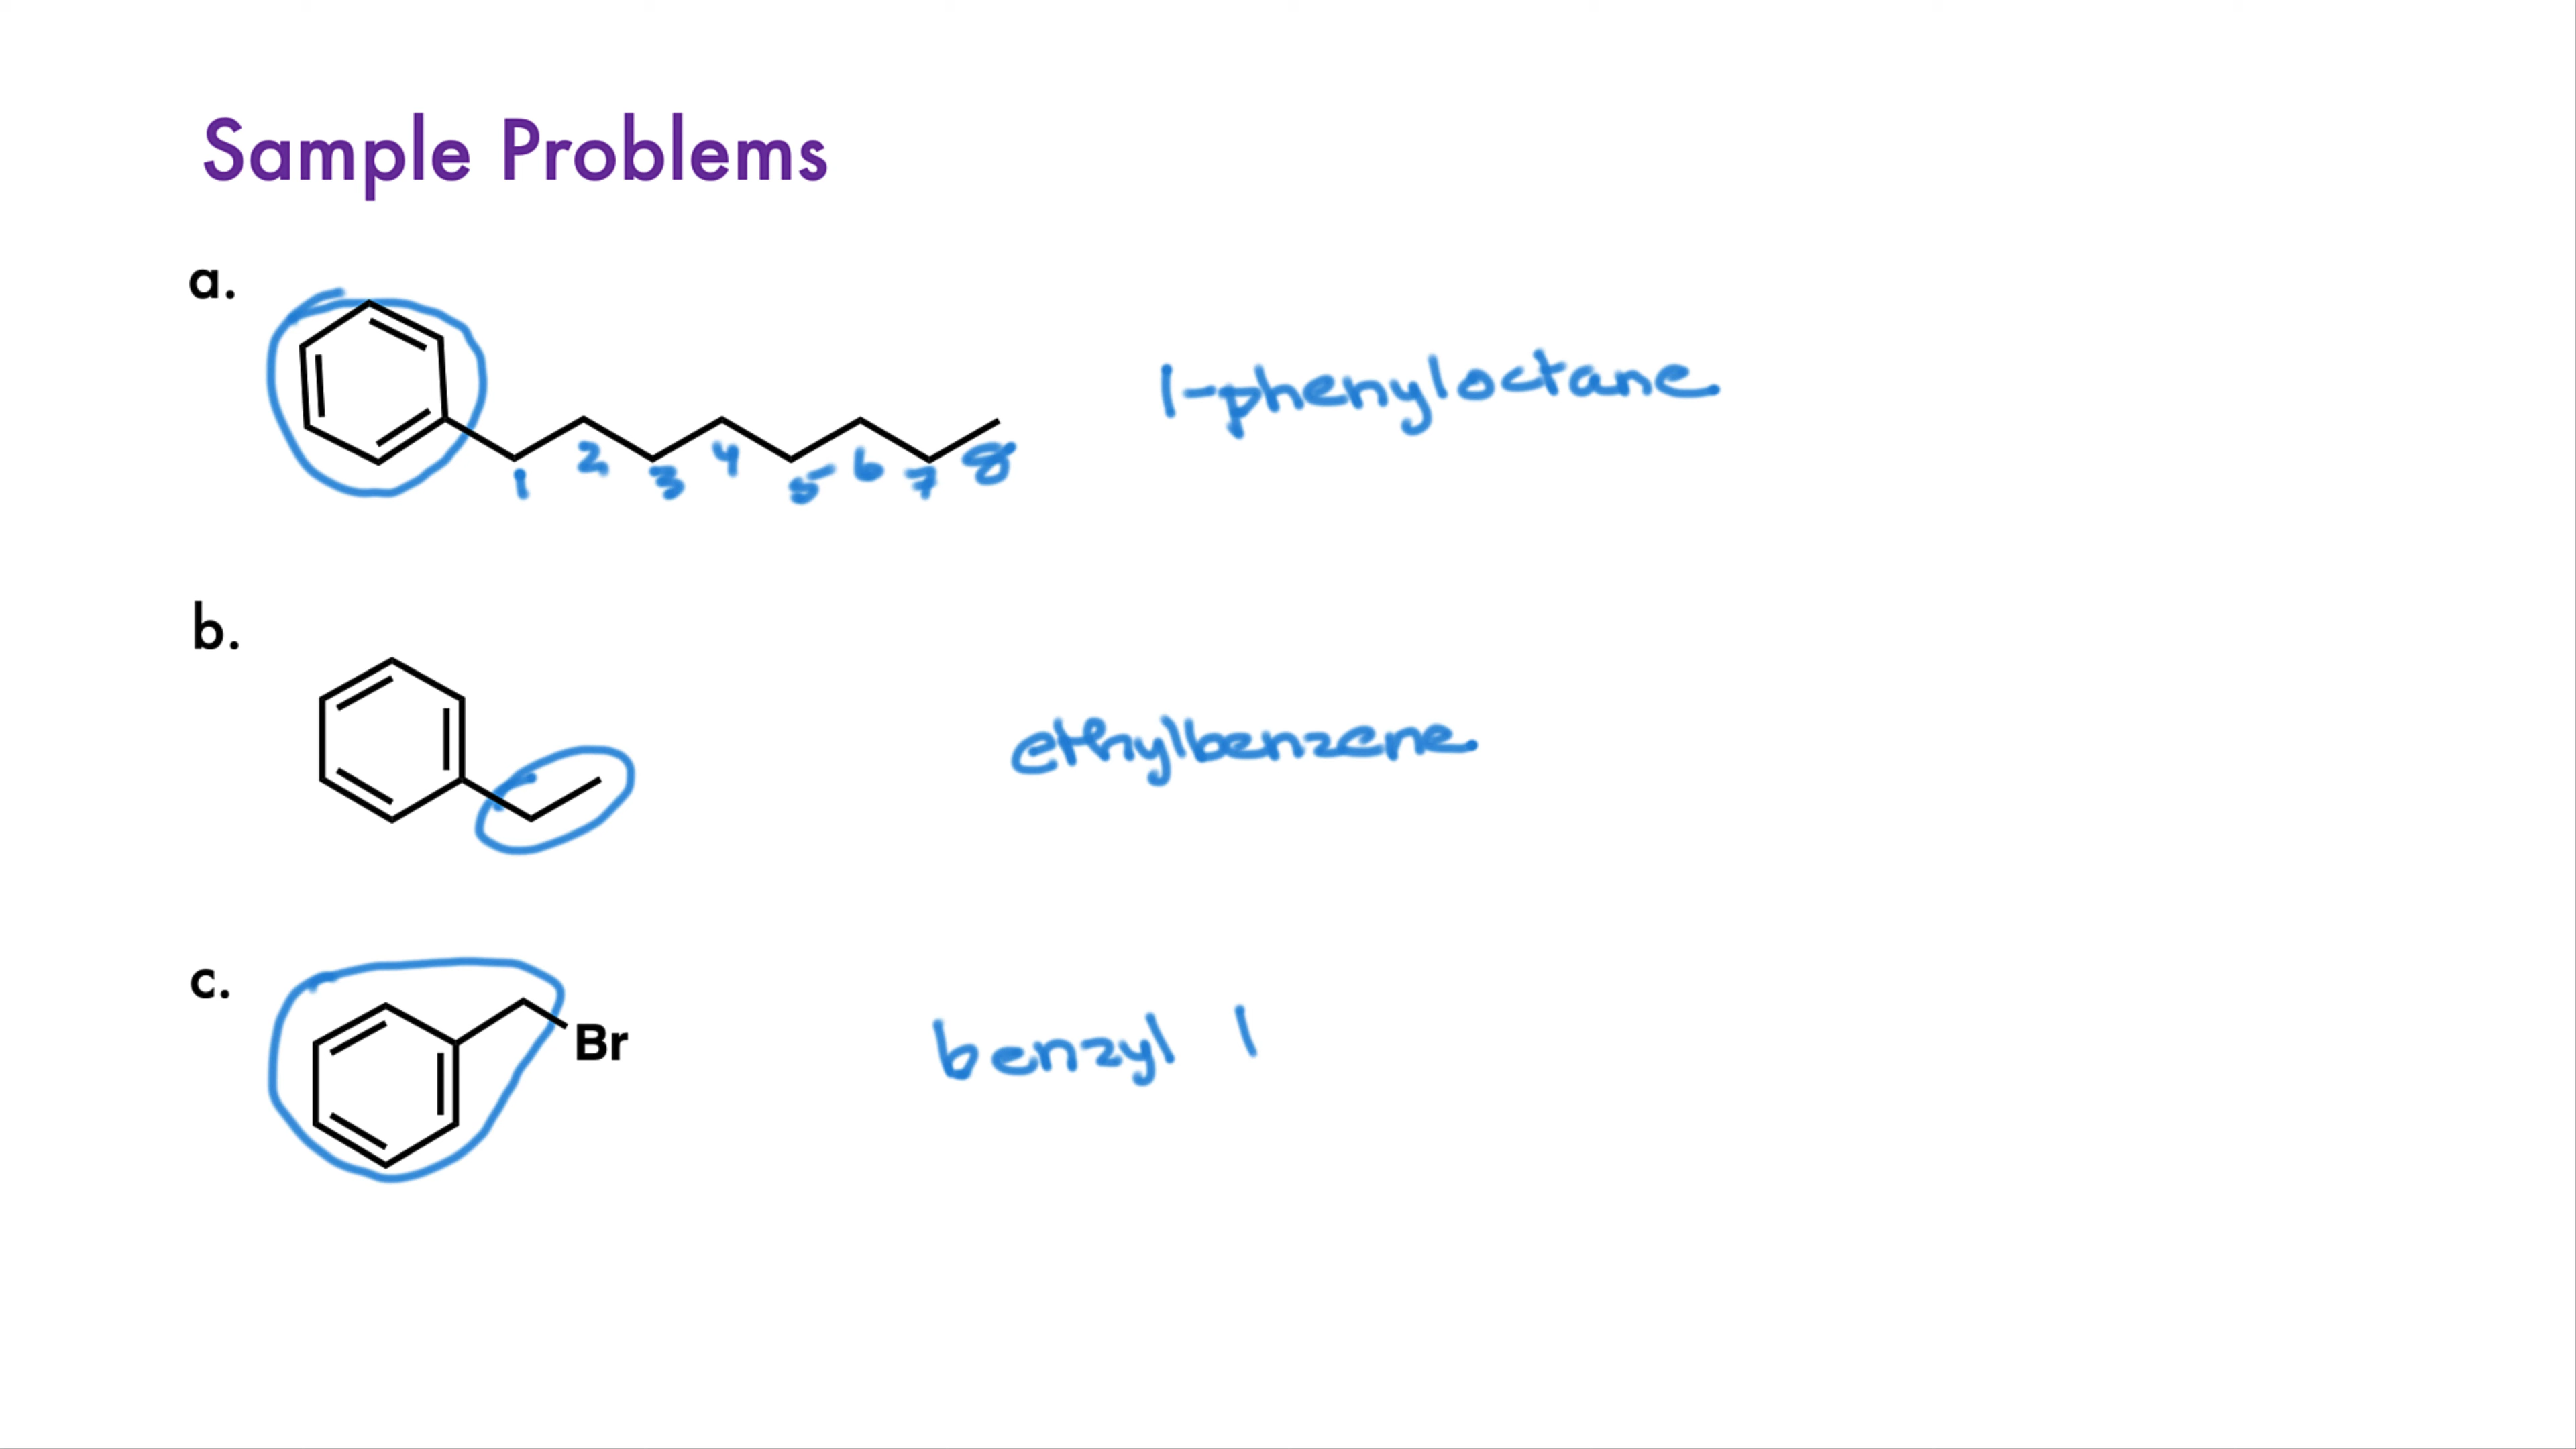 Sample Problems
a.
1-phenyloctane
1 2 3 4 5 6 7 8
b.
ethylbenzene
c.
Br
benzyl